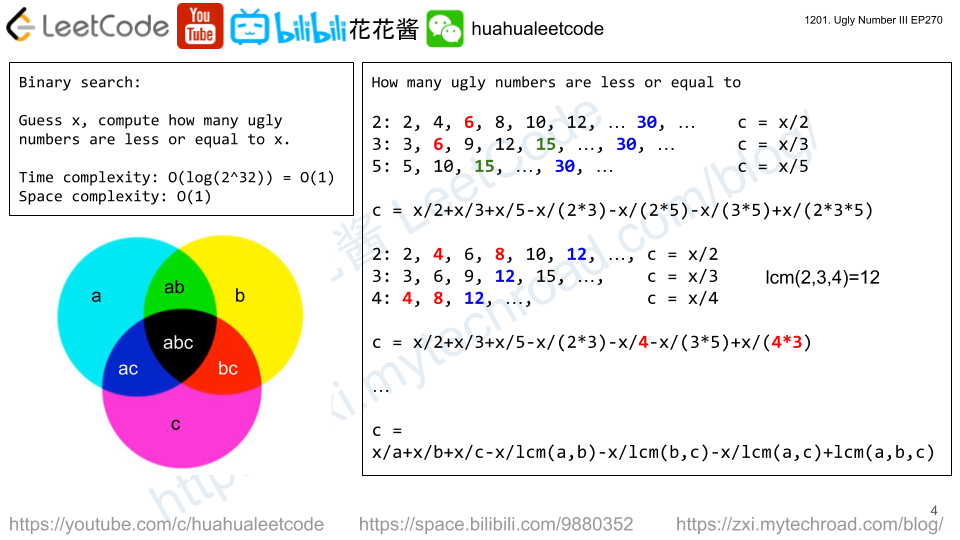 LeetCode You Tube bilibili 花花酱 huahualeetcode
1201. Ugly Number III EP270
Binary search:
Guess x, compute how many ugly
numbers are less or equal to x.
Time complexity: O(log(2^32)) = O(1)
Space complexity: O(1)
a
ab
b
abc
ac
bc
c
How many ugly numbers are less or equal to
2: 2, 4, 6, 8, 10, 12, … 30, … c = x/2
3: 3, 6, 9, 12, 15, …, 30, … c = x/3
5: 5, 10, 15, …, 30, … c = x/5
c = x/2+x/3+x/5-x/(2*3)-x/(2*5)-x/(3*5)+x/(2*3*5)
2: 2, 4, 6, 8, 10, 12, …, c = x/2
3: 3, 6, 9, 12, 15, …, c = x/3
4: 4, 8, 12, …, c = x/4
lcm(2,3,4)=12
c = x/2+x/3+x/5-x/(2*3)-x/4-x/(3*5)+x/(4*3)
…
c =
x/a+x/b+x/c-x/lcm(a,b)-x/lcm(b,c)-x/lcm(a,c)+lcm(a,b,c)
4
https://youtube.com/c/huahualeetcode https://space.bilibili.com/9880352 https://zxi.mytechroad.com/blog/